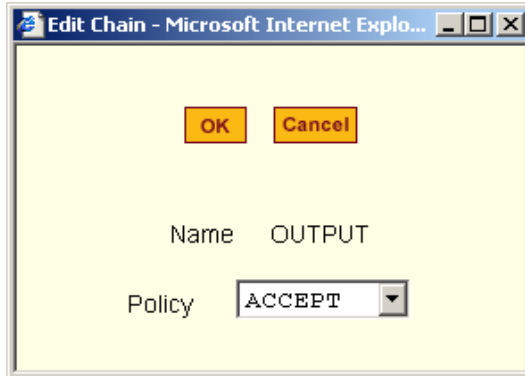 Edit Chain - Microsoft Internet Explo...
OK Cancel
Name OUTPUT
Policy ACCEPT